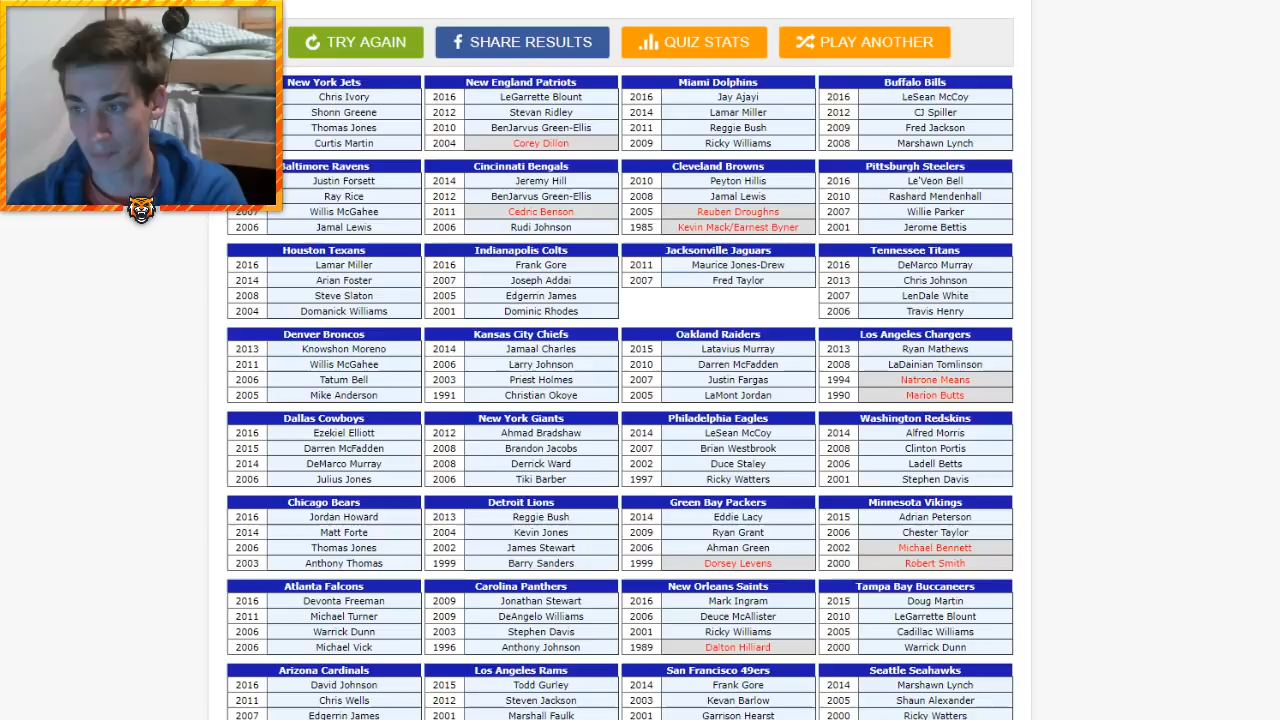 TRY AGAIN SHARE RESULTS QUIZ STATS PLAY ANOTHER
New York Jets New England Patriots Miami Dolphins Buffalo Bills
Chris Ivory 2016 LeGarrette Blount 2016 Jay Ajayi 2016 LeSean McCoy
Shonn Greene 2012 Stevan Ridley 2014 Lamar Miller 2012 CJ Spiller
Thomas Jones 2010 BenJarvus Green-Ellis 2011 Reggie Bush 2009 Fred Jackson
Curtis Martin 2004 Corey Dillon 2009 Ricky Williams 2008 Marshawn Lynch
Baltimore Ravens Cincinnati Bengals Cleveland Browns Pittsburgh Steelers
Justin Forsett 2014 Jeremy Hill 2010 Peyton Hillis 2016 Le'Veon Bell
Ray Rice 2012 BenJarvus Green-Ellis 2008 Jamal Lewis 2010 Rashard Mendenhall
2007 Willis McGahee 2011 Cedric Benson 2005 Reuben Droughns 2007 Willie Parker
2006 Jamal Lewis 2006 Rudi Johnson 1985 Kevin Mack/Earnest Byner 2001 Jerome Bettis
Houston Texans Indianapolis Colts Jacksonville Jaguars Tennessee Titans
2016 Lamar Miller 2016 Frank Gore 2011 Maurice Jones-Drew 2016 DeMarco Murray
2014 Arian Foster 2007 Joseph Addai 2007 Fred Taylor 2013 Chris Johnson
2008 Steve Slaton 2005 Edgerrin James 2007 LenDale White
2004 Domanick Williams 2001 Dominic Rhodes 2006 Travis Henry
Denver Broncos Kansas City Chiefs Oakland Raiders Los Angeles Chargers
2013 Knowshon Moreno 2014 Jamaal Charles 2015 Latavius Murray 2013 Ryan Mathews
2011 Willis McGahee 2006 Larry Johnson 2010 Darren McFadden 2008 LaDainian Tomlinson
2006 Tatum Bell 2003 Priest Holmes 2007 Justin Fargas 1994 Natrone Means
2005 Mike Anderson 1991 Christian Okoye 2005 LaMont Jordan 1990 Marion Butts
Dallas Cowboys New York Giants Philadelphia Eagles Washington Redskins
2016 Ezekiel Elliott 2012 Ahmad Bradshaw 2014 LeSean McCoy 2014 Alfred Morris
2015 Darren McFadden 2008 Brandon Jacobs 2007 Brian Westbrook 2008 Clinton Portis
2014 DeMarco Murray 2008 Derrick Ward 2002 Duce Staley 2006 Ladell Betts
2006 Julius Jones 2006 Tiki Barber 1997 Ricky Watters 2001 Stephen Davis
Chicago Bears Detroit Lions Green Bay Packers Minnesota Vikings
2016 Jordan Howard 2013 Reggie Bush 2014 Eddie Lacy 2015 Adrian Peterson
2014 Matt Forte 2004 Kevin Jones 2009 Ryan Grant 2006 Chester Taylor
2006 Thomas Jones 2002 James Stewart 2006 Ahman Green 2002 Michael Bennett
2003 Anthony Thomas 1999 Barry Sanders 1999 Dorsey Levens 2000 Robert Smith
Atlanta Falcons Carolina Panthers New Orleans Saints Tampa Bay Buccaneers
2016 Devonta Freeman 2009 Jonathan Stewart 2016 Mark Ingram 2015 Doug Martin
2011 Michael Turner 2009 DeAngelo Williams 2006 Deuce McAllister 2010 LeGarrette Blount
2006 Warrick Dunn 2003 Stephen Davis 2001 Ricky Williams 2005 Cadillac Williams
2006 Michael Vick 1996 Anthony Johnson 1989 Dalton Hilliard 2000 Warrick Dunn
Arizona Cardinals Los Angeles Rams San Francisco 49ers Seattle Seahawks
2016 David Johnson 2015 Todd Gurley 2014 Frank Gore 2014 Marshawn Lynch
2011 Chris Wells 2012 Steven Jackson 2003 Kevan Barlow 2005 Shaun Alexander
2007 Edgerrin James 2001 Marshall Faulk 2001 Garrison Hearst 2000 Ricky Watters